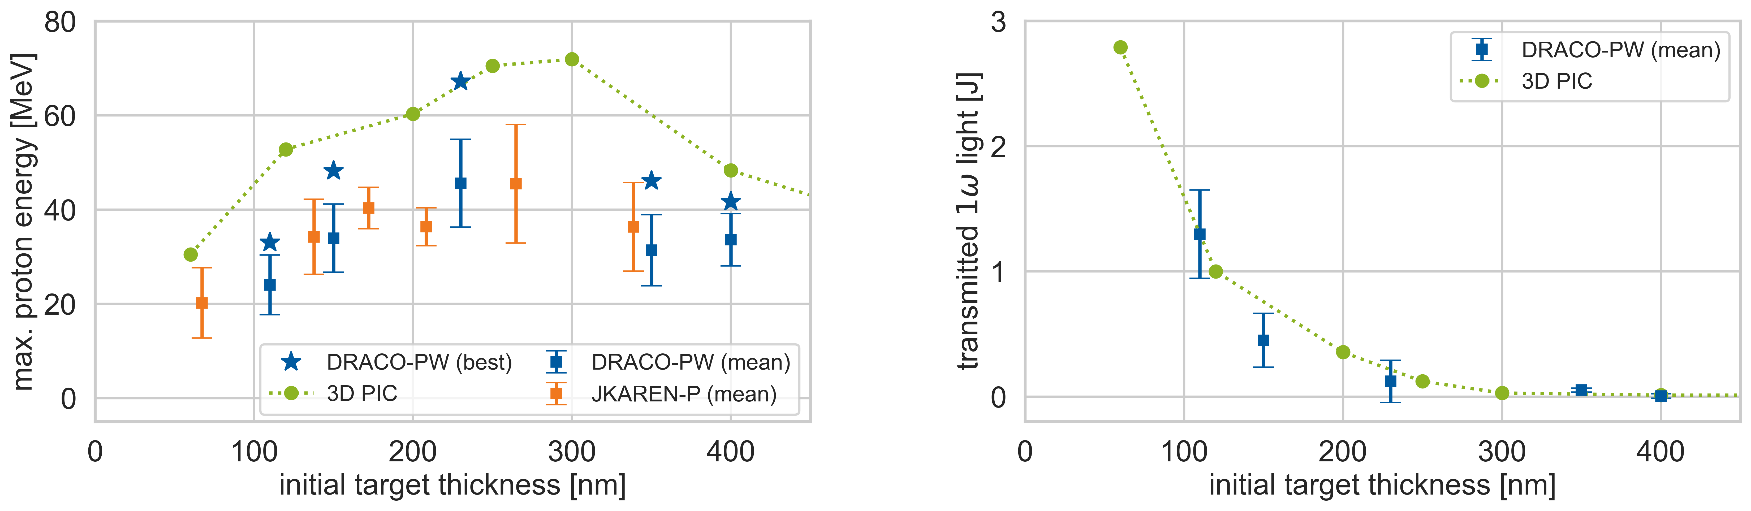 80
60
40
20
0
max. proton energy [MeV]
DRACO-PW (best)
3D PIC
DRACO-PW (mean)
JKAREN-P (mean)
0 100 200 300 400
initial target thickness [nm]
3
2
1
0
transmitted 1ω light [J]
DRACO-PW (mean)
3D PIC
0 100 200 300 400
initial target thickness [nm]